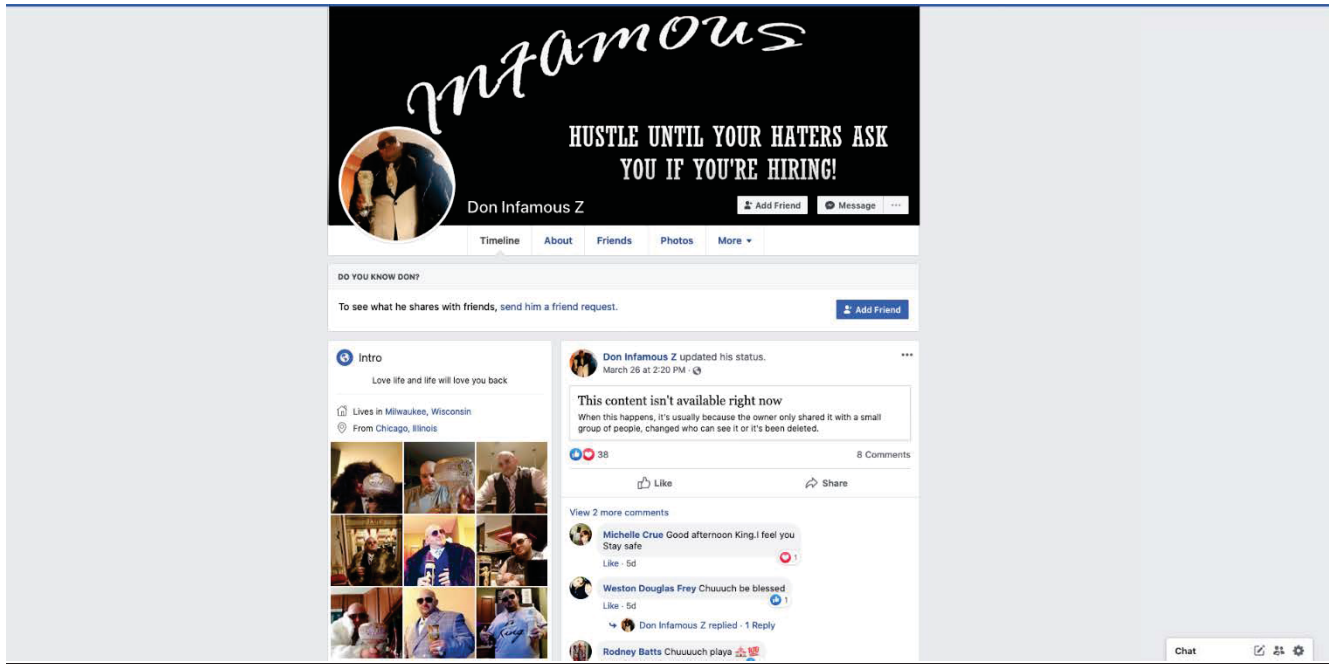 Infamous
HUSTLE UNTIL YOUR HATERS ASK
YOU IF YOU'RE HIRING!
Don Infamous Z
Add Friend
Message
Timeline
About
Friends
Photos
More
DO YOU KNOW DON?
To see what he shares with friends, send him a friend request.
Add Friend
Intro
Love life and life will love you back
Lives in Milwaukee, Wisconsin
From Chicago, Illinois
Don Infamous Z updated his status.
March 26 at 2:20 PM ·
This content isn't available right now
When this happens, it's usually because the owner only shared it with a small
group of people, changed who can see it or it's been deleted.
38
8 Comments
Like
Share
View 2 more comments
Michelle Crue Good afternoon King.I feel you
Stay safe
1
Like · 5d
Weston Douglas Frey Chuuuch be blessed
1
Like · 5d
Don Infamous Z replied · 1 Reply
Rodney Batts Chuuuuch playa
Chat